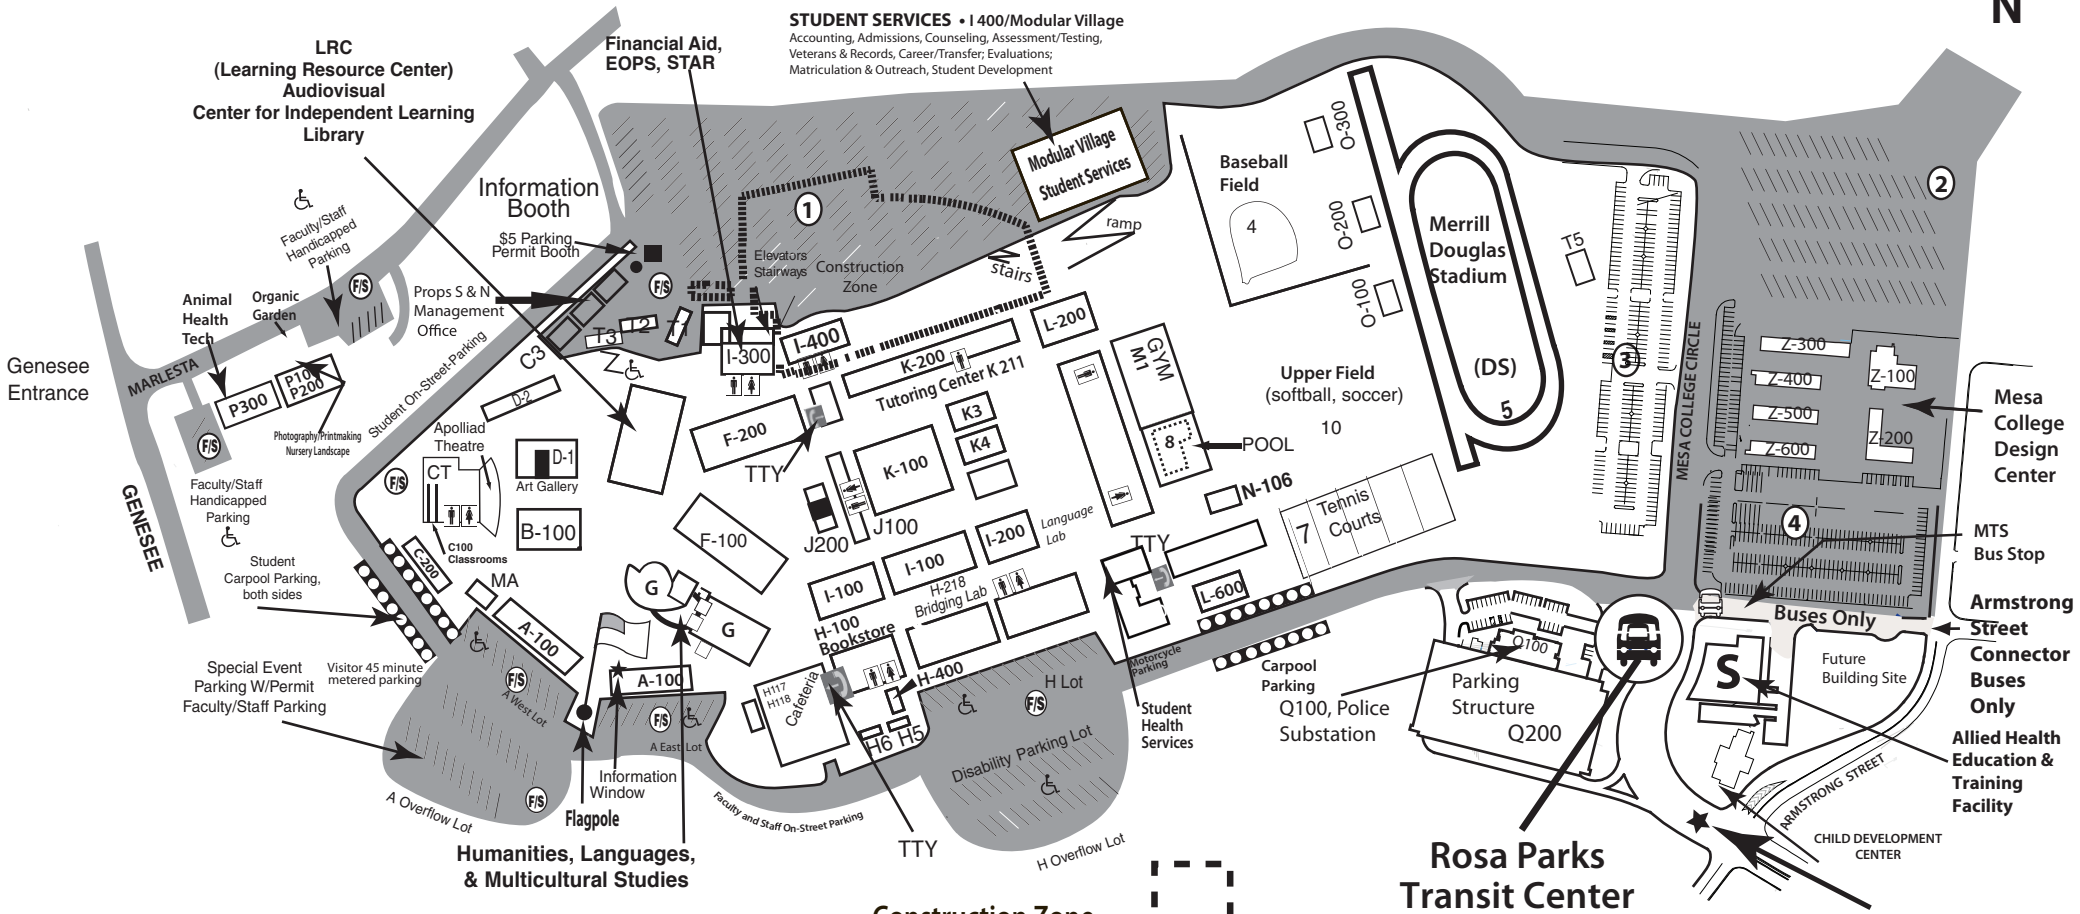 N
STUDENT SERVICES • I 400/Modular Village
Accounting, Admissions, Counseling, Assessment/Testing,
Veterans & Records, Career/Transfer; Evaluations;
Matriculation & Outreach, Student Development
LRC
(Learning Resource Center)
Audiovisual
Center for Independent Learning
Library
Financial Aid,
EOPS, STAR
Modular Village
Student Services
Information
Booth
$5 Parking
Permit Booth
Faculty/Staff
Handicapped
Parking
F/S
F/S
1
Elevators
Stairways
Construction
Zone
ramp
stairs
Baseball
Field
4
O-300
O-200
O-100
Merrill
Douglas
Stadium
(DS)
5
T5
3
2
MESA COLLEGE CIRCLE
Z-300
Z-400
Z-500
Z-600
Z-100
Z-200
Mesa
College
Design
Center
4
MTS
Bus Stop
Buses Only
Armstrong
Street
Connector
Buses
Only
Genesee
Entrance
MARLESTA
GENESEE
Animal
Health
Tech
Organic
Garden
P300
P100
P200
Photography/Printmaking
Nursery Landscape
F/S
Faculty/Staff
Handicapped
Parking
Props S & N
Management
Office
Student On-Street-Parking
C3
T3
T2
T1
I-300
I-400
K-200
Tutoring Center K 211
L-200
GYM
M1
8
POOL
Upper Field
(softball, soccer)
10
N-106
7
Tennis
Courts
D-2
Apolliad
Theatre
CT
D-1
Art Gallery
B-100
F/S
C100
Classrooms
C-200
MA
A-100
F-200
TTY
F-100
K-100
K3
K4
J100
J200
I-200
Language
Lab
I-100
I-100
H-218
Bridging Lab
H-100
Bookstore
TTY
L-600
G
G
Student
Carpool Parking,
both sides
Special Event
Parking W/Permit
Faculty/Staff Parking
Visitor 45 minute
metered parking
F/S
A West Lot
A-100
F/S
A East Lot
Information
Window
Flagpole
F/S
A Overflow Lot
Humanities, Languages,
& Multicultural Studies
Faculty and Staff On-Street Parking
H117
H118
Cafeteria
H6
H5
H-400
TTY
H Lot
F/S
Disability Parking Lot
H Overflow Lot
Motorcycle
Parking
Student
Health
Services
Carpool
Parking
Q100, Police
Substation
Q100
Parking
Structure
Q200
S
Future
Building Site
Allied Health
Education &
Training
Facility
ARMSTRONG STREET
CHILD DEVELOPMENT
CENTER
Rosa Parks
Transit Center
Construction Zone